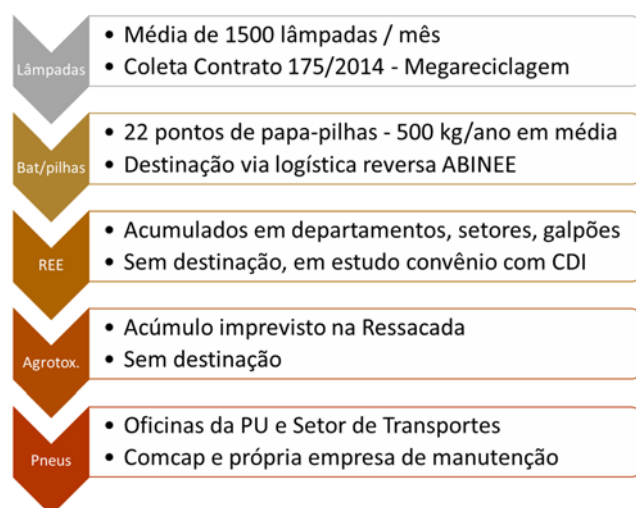 Lâmpadas
• Média de 1500 lâmpadas / mês
• Coleta Contrato 175/2014 - Megareciclagem
Bat/pilhas
• 22 pontos de papa-pilhas - 500 kg/ano em média
• Destinação via logística reversa ABINEE
REE
• Acumulados em departamentos, setores, galpões
• Sem destinação, em estudo convênio com CDI
Agrotox.
• Acúmulo imprevisto na Ressacada
• Sem destinação
Pneus
• Oficinas da PU e Setor de Transportes
• Comcap e própria empresa de manutenção